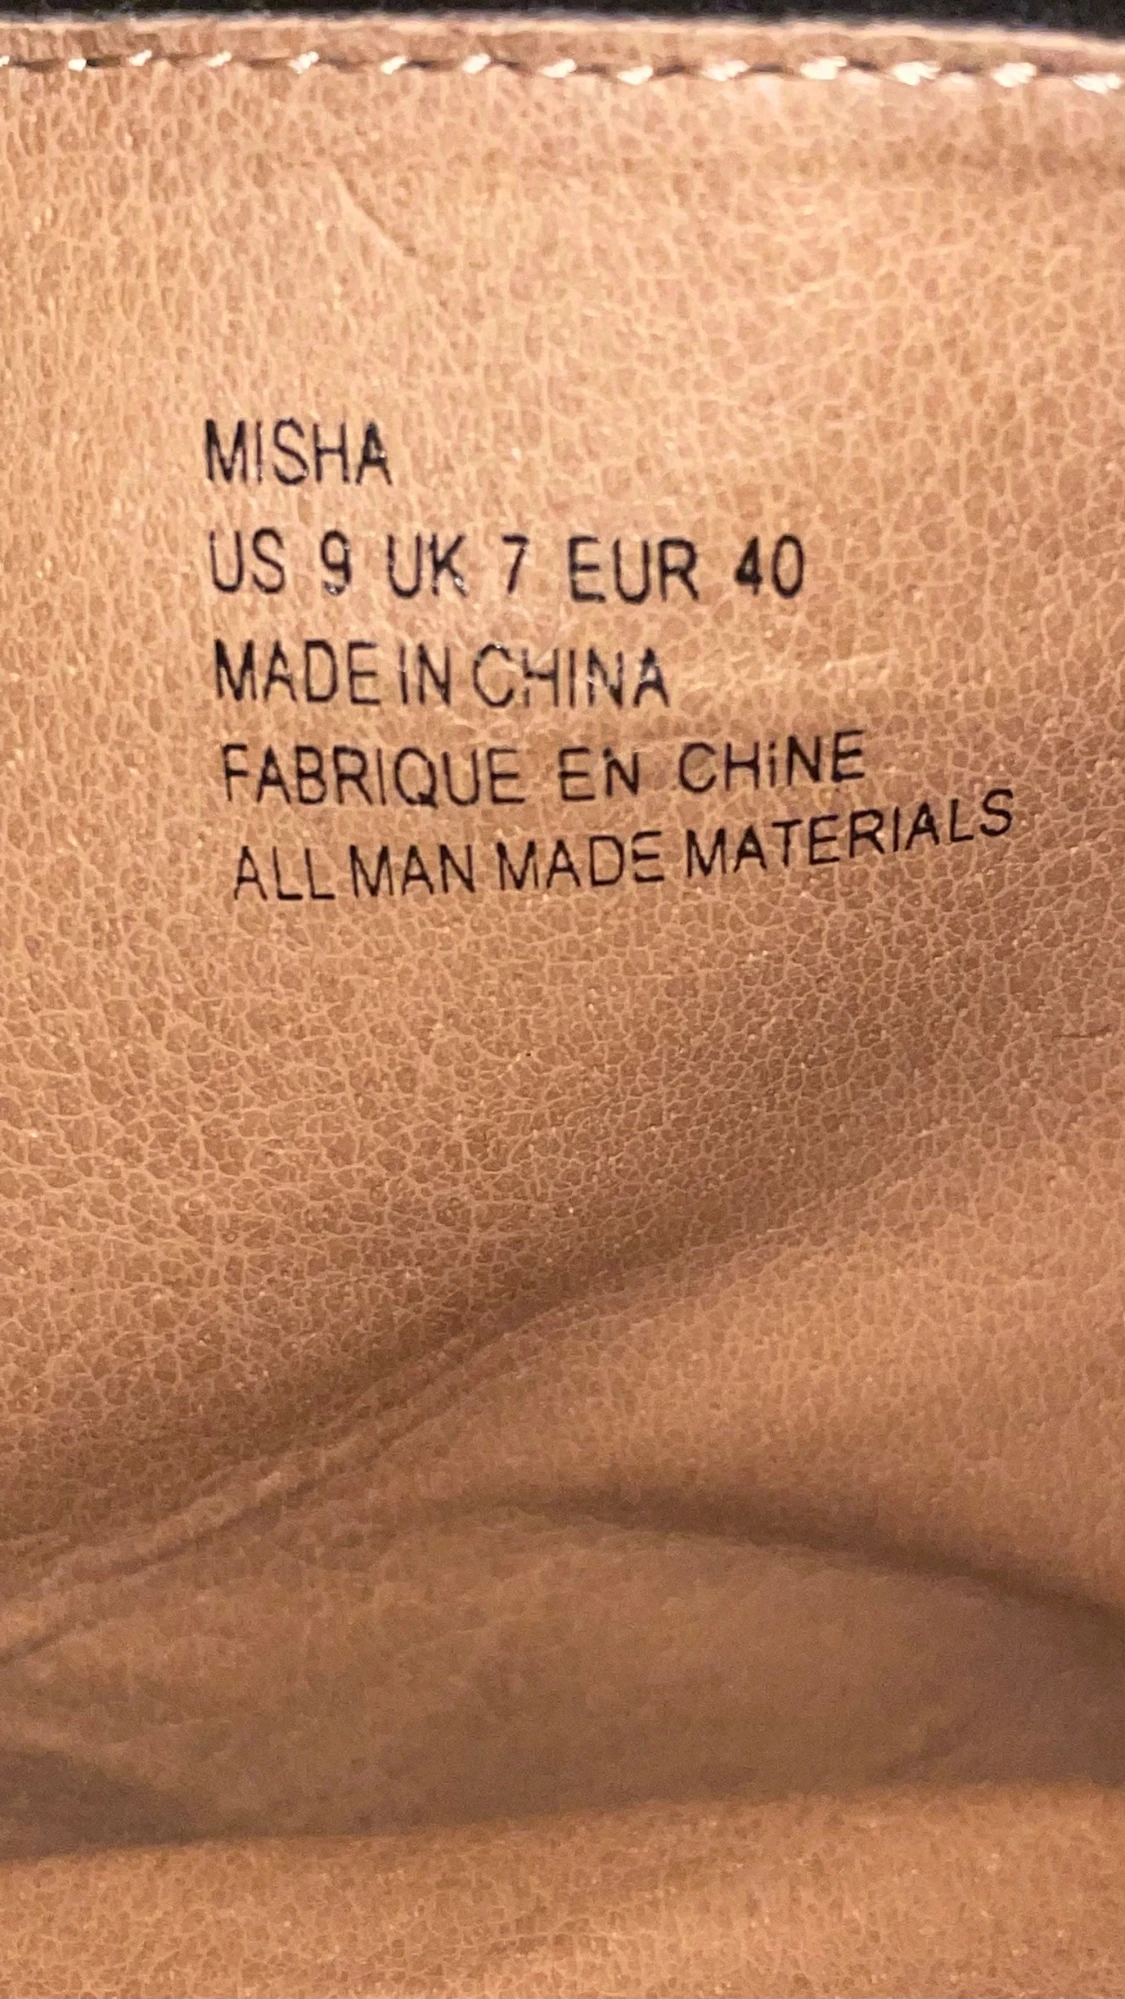 MISHA
US 9 UK 7 EUR 40
MADE IN CHINA
FABRIQUE EN CHiNE
ALL MAN MADE MATERIALS